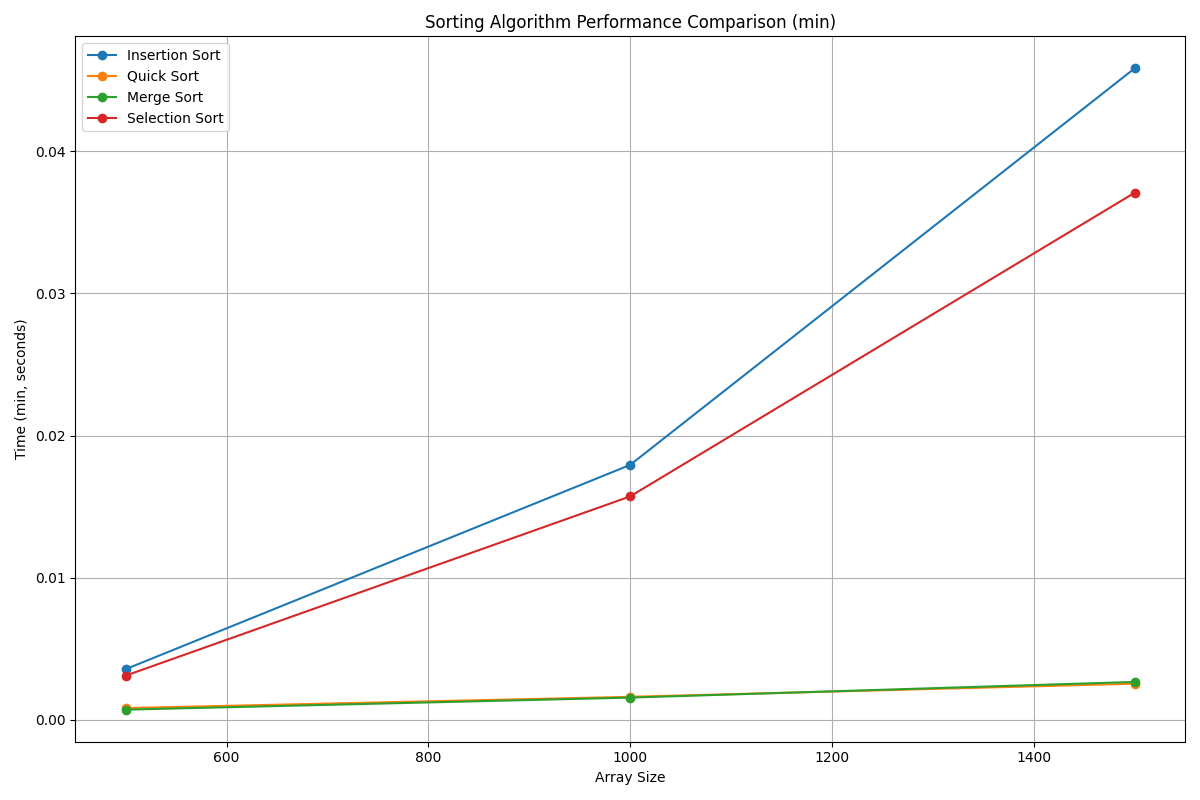 Sorting Algorithm Performance Comparison (min)
Insertion Sort
Quick Sort
Merge Sort
Selection Sort
Time (min, seconds)
0.04
0.03
0.02
0.01
0.00
600
800
1000
1200
1400
Array Size